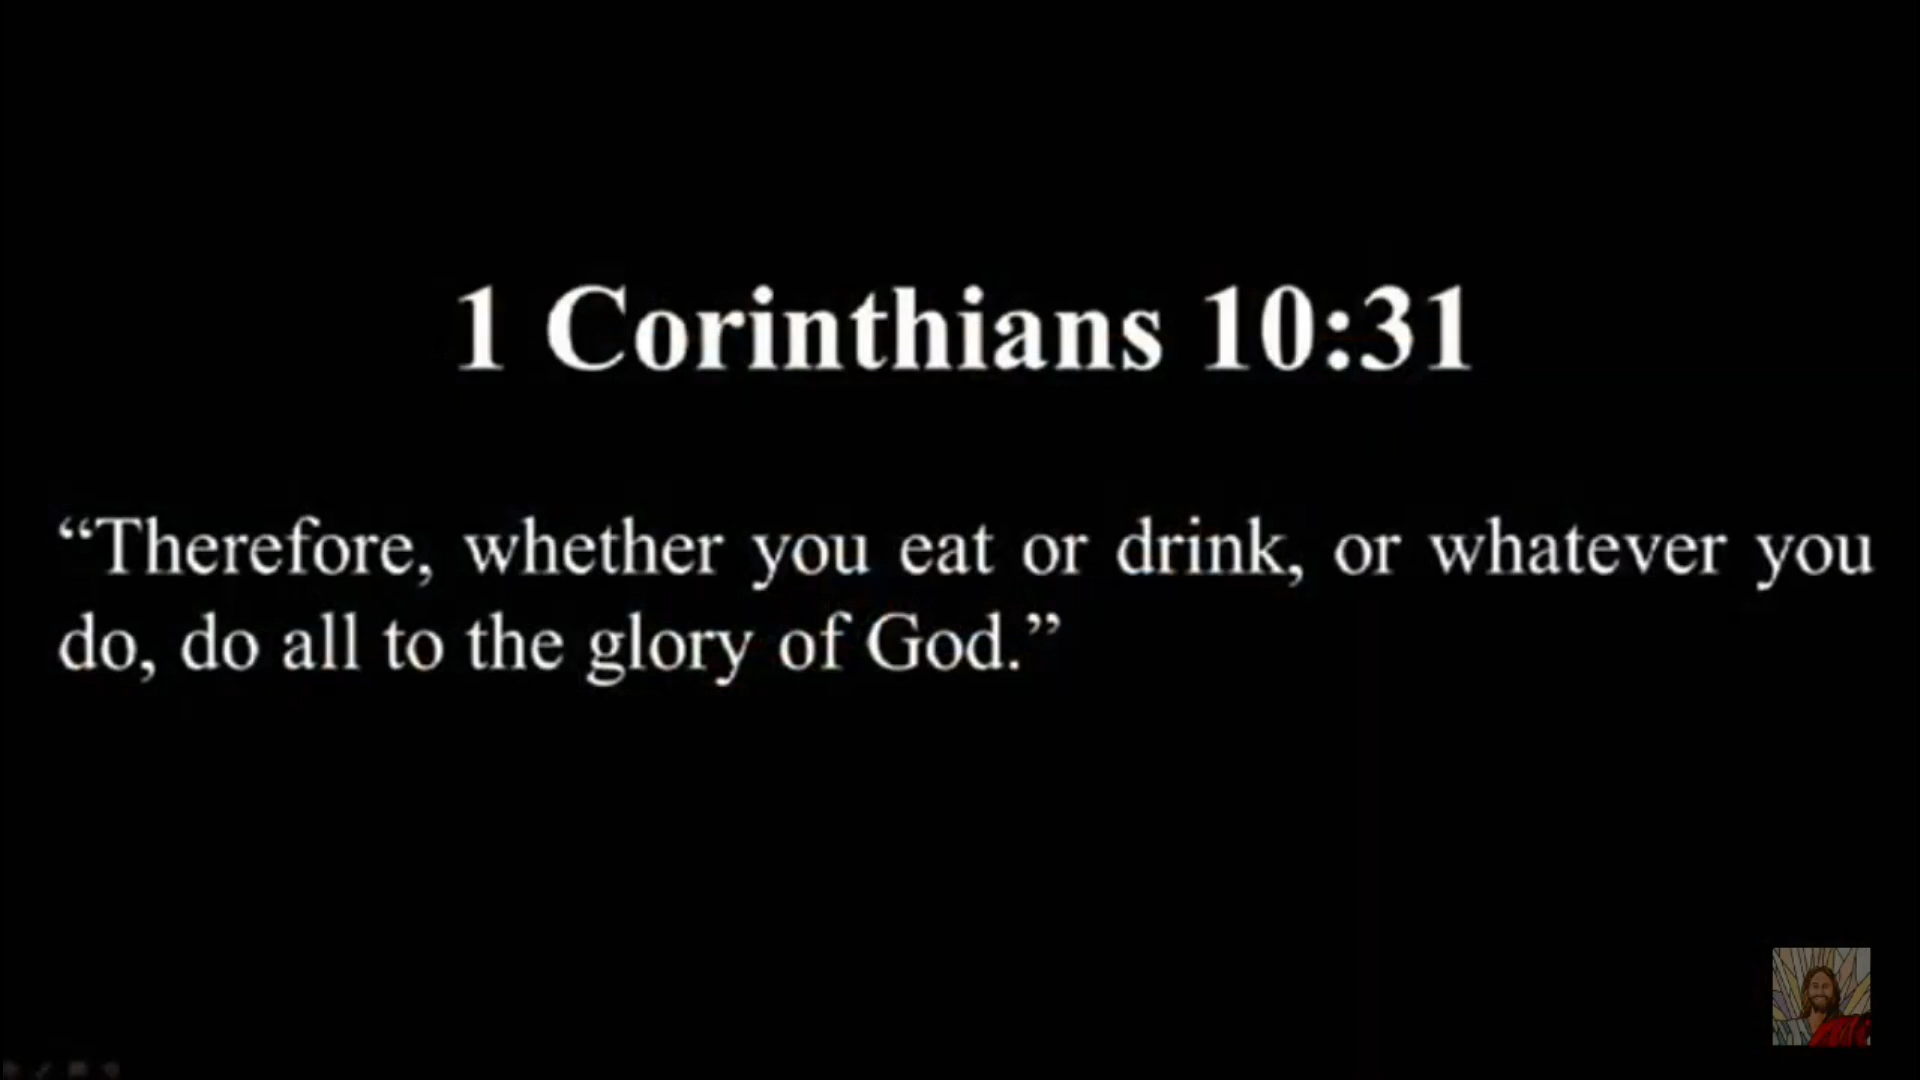 1 Corinthians 10:31
“Therefore, whether you eat or drink, or whatever you
do, do all to the glory of God.”